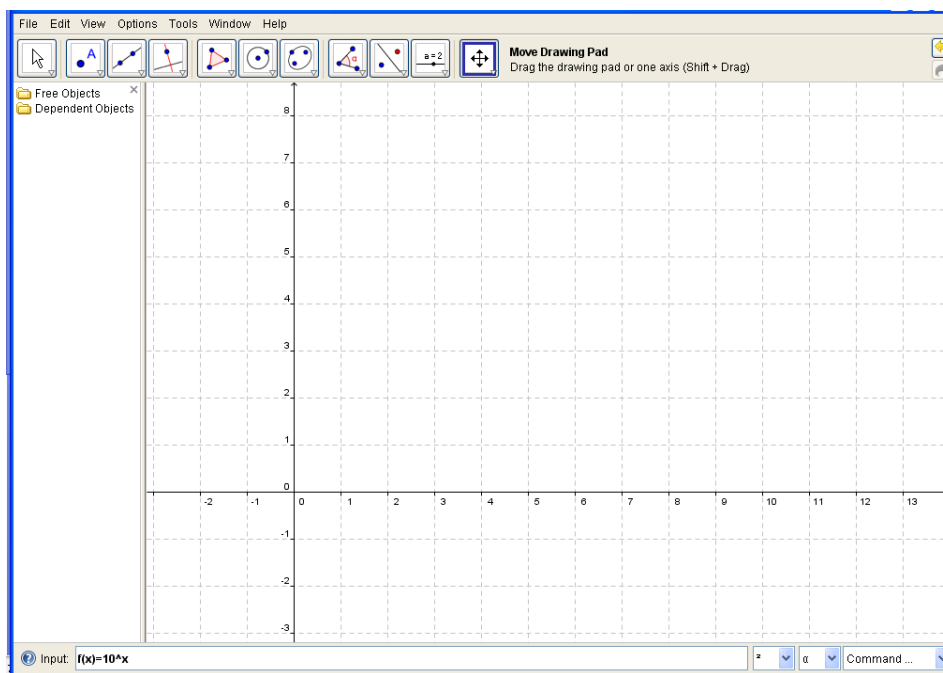 File Edit View Options Tools Window Help
A
α
a=2
Move Drawing Pad
Drag the drawing pad or one axis (Shift + Drag)
Free Objects
Dependent Objects
8
7
6
5
4
3
2
1
0
-2 -1 0 1 2 3 4 5 6 7 8 9 10 11 12 13
-1
-2
-3
Input: f(x)=10^x ² α Command ...